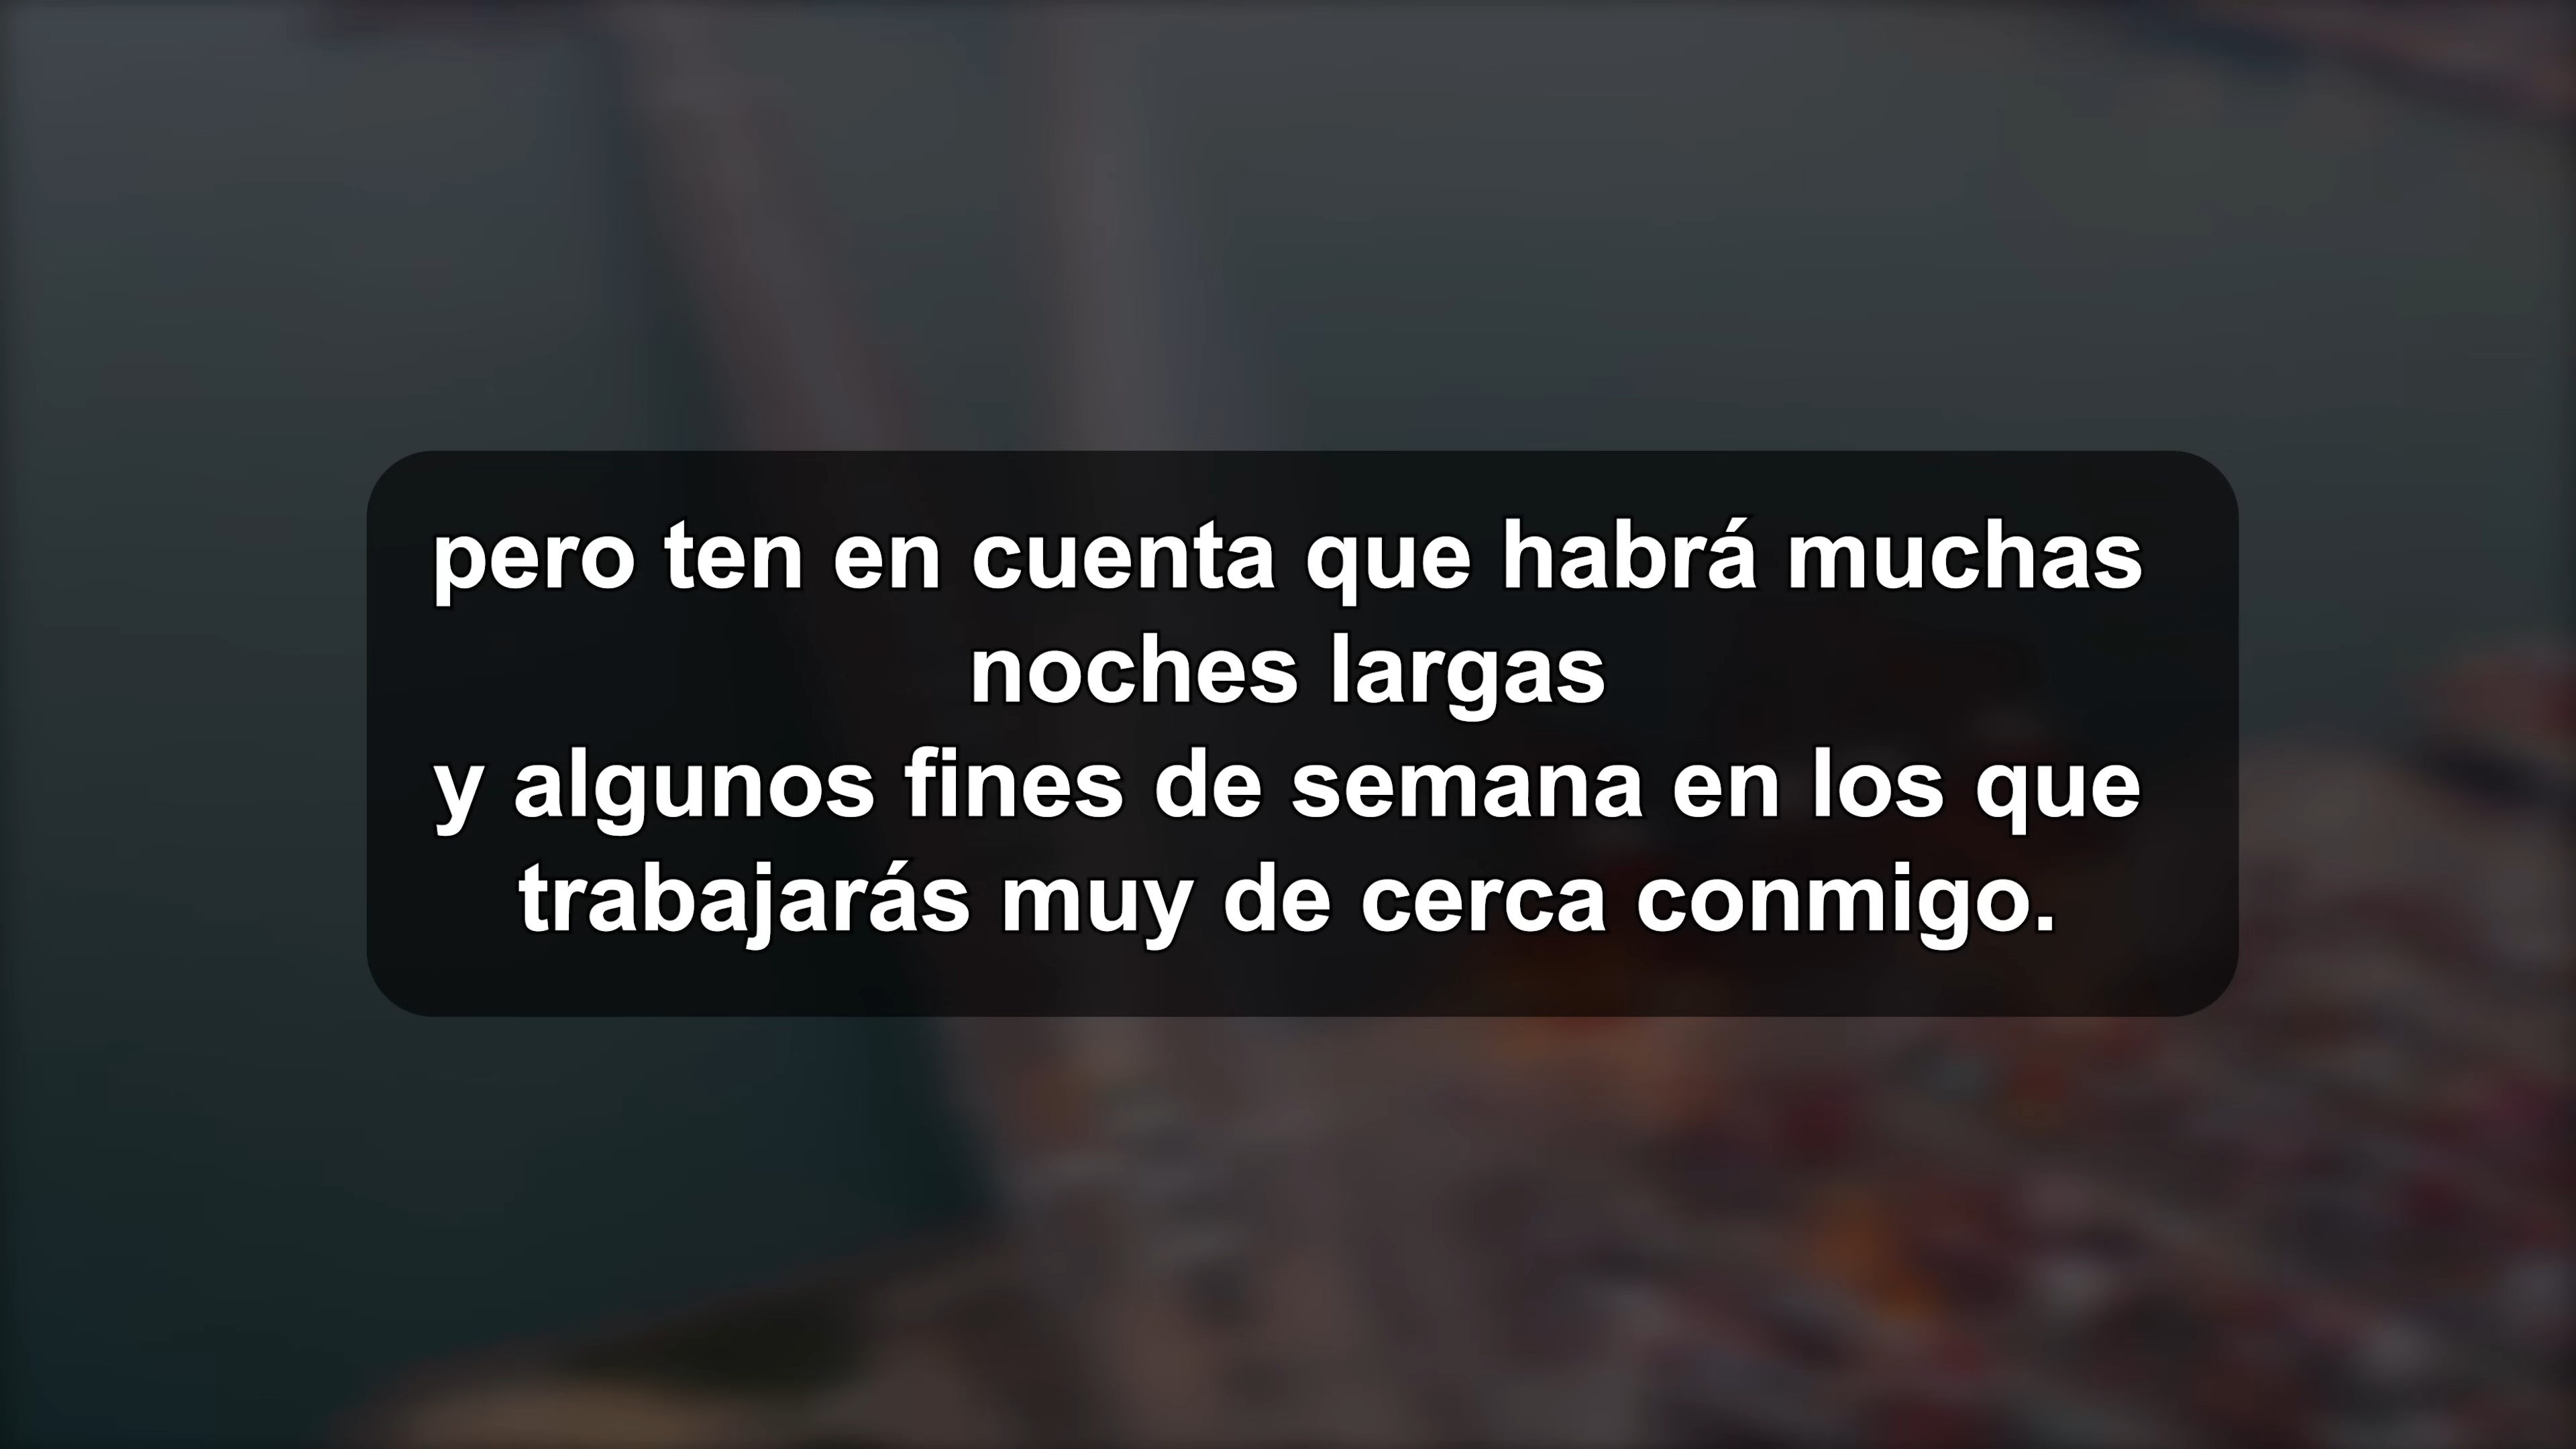 pero ten en cuenta que habrá muchas
noches largas
y algunos fines de semana en los que
trabajarás muy de cerca conmigo.